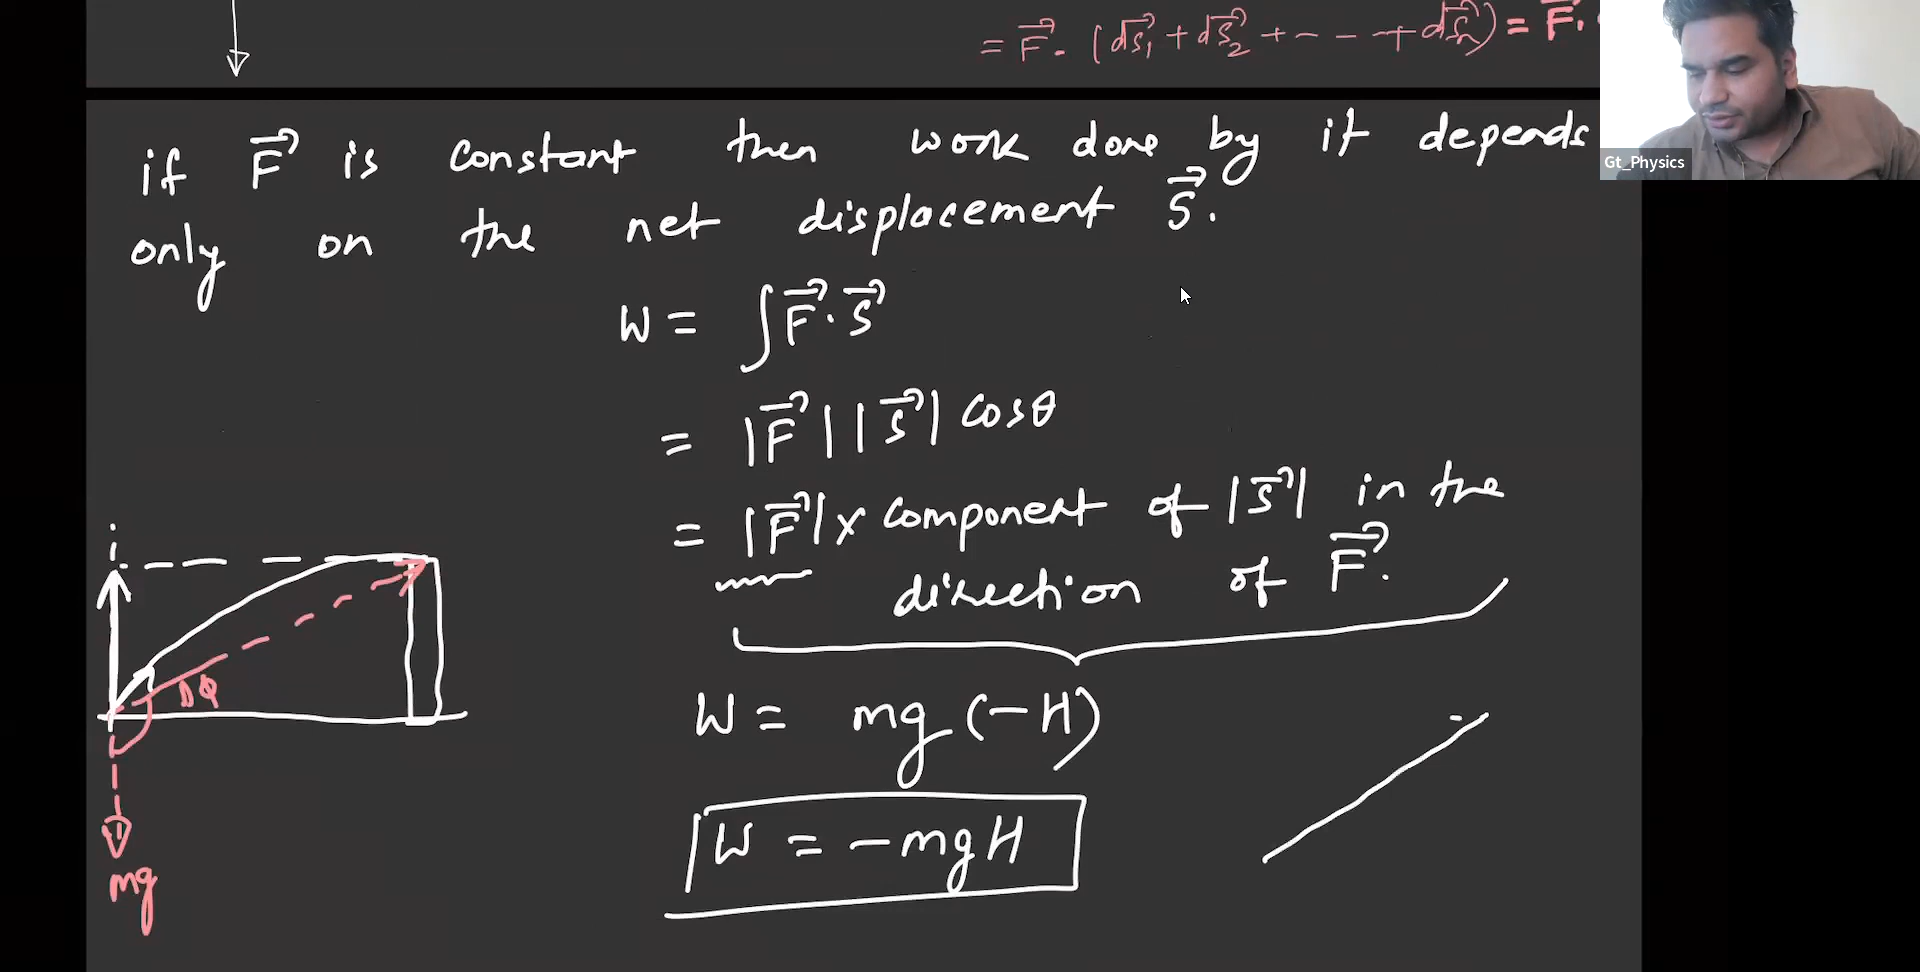 = F⃗. (dS⃗₁ + dS⃗₂ + - - - + dS⃗ₙ) = F⃗.
Gt_Physics
if F⃗ is constant then work done by it depends
only on the net displacement S⃗.
W = ∫F⃗.S⃗
= |F⃗||S⃗| cosθ
= |F⃗| x component of |S⃗| in the
direction of F⃗.
i
W = mg (-H)
W = -mgH
mg